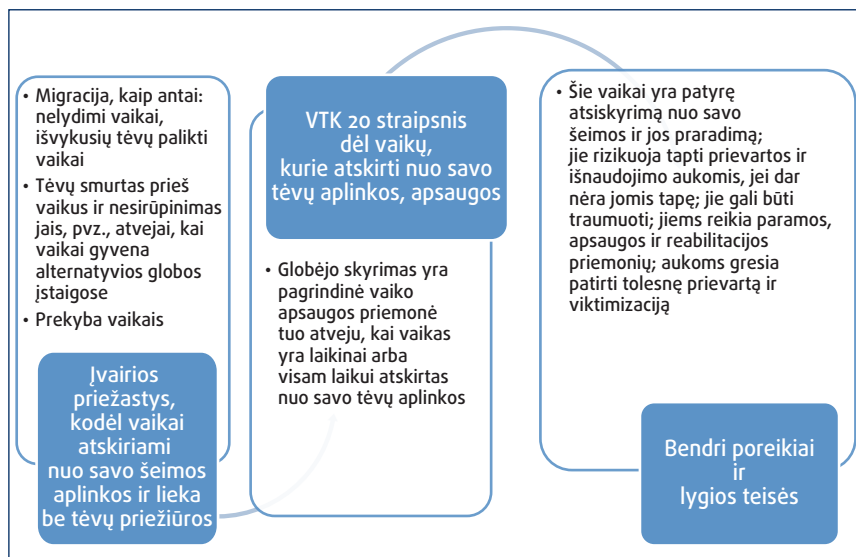 • Migracija, kaip antai:
nelydimi vaikai,
išvykusių tėvų palikti
vaikai
• Tėvų smurtas prieš
vaikus ir nesirūpinimas
jais, pvz., atvejai, kai
vaikai gyvena
alternatyvios globos
įstaigose
• Prekyba vaikais
Įvairios
priežastys,
kodėl vaikai
atskiriami
nuo savo šeimos
aplinkos ir lieka
be tėvų priežiūros
VTK 20 straipsnis
dėl vaikų,
kurie atskirti nuo savo
tėvų aplinkos, apsaugos
• Globėjo skyrimas yra
pagrindinė vaiko
apsaugos priemonė
tuo atveju, kai vaikas
yra laikinai arba
visam laikui atskirtas
nuo savo tėvų aplinkos
• Šie vaikai yra patyrę
atsiskyrimą nuo savo
šeimos ir jos praradimą;
jie rizikuoja tapti prievartos ir
išnaudojimo aukomis, jei dar
nėra jomis tapę; jie gali būti
traumuoti; jiems reikia paramos,
apsaugos ir reabilitacijos
priemonių; aukoms gresia
patirti tolesnę prievartą ir
viktimizaciją
Bendri poreikiai
ir
lygios teisės